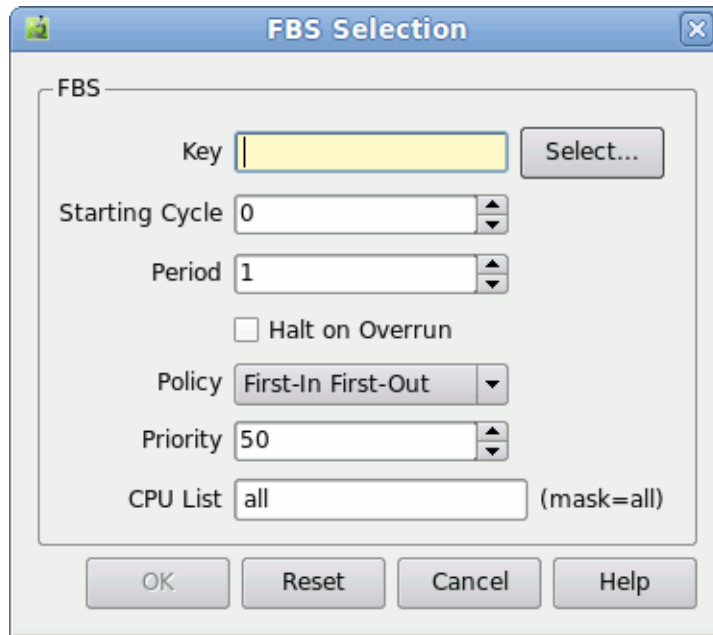 FBS Selection
FBS
Key Select...
Starting Cycle 0
Period 1
Halt on Overrun
Policy First-In First-Out
Priority 50
CPU List all (mask=all)
OK Reset Cancel Help